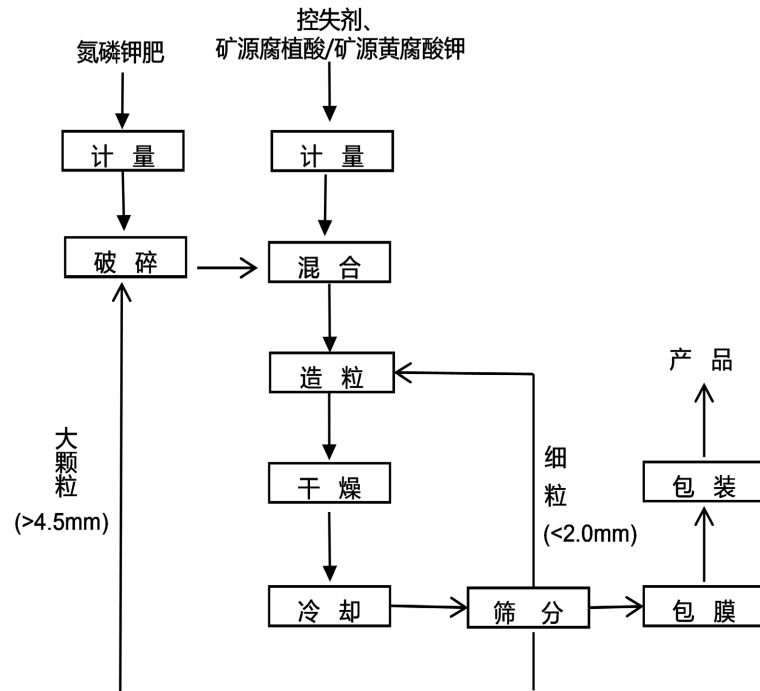 控失剂、
氮磷钾肥
矿源腐植酸/矿源黄腐酸钾
计 量
计 量
破 碎
混 合
造 粒
产 品
大颗粒
(>4.5mm)
细粒
(<2.0mm)
干 燥
包 装
冷 却
筛 分
包 膜